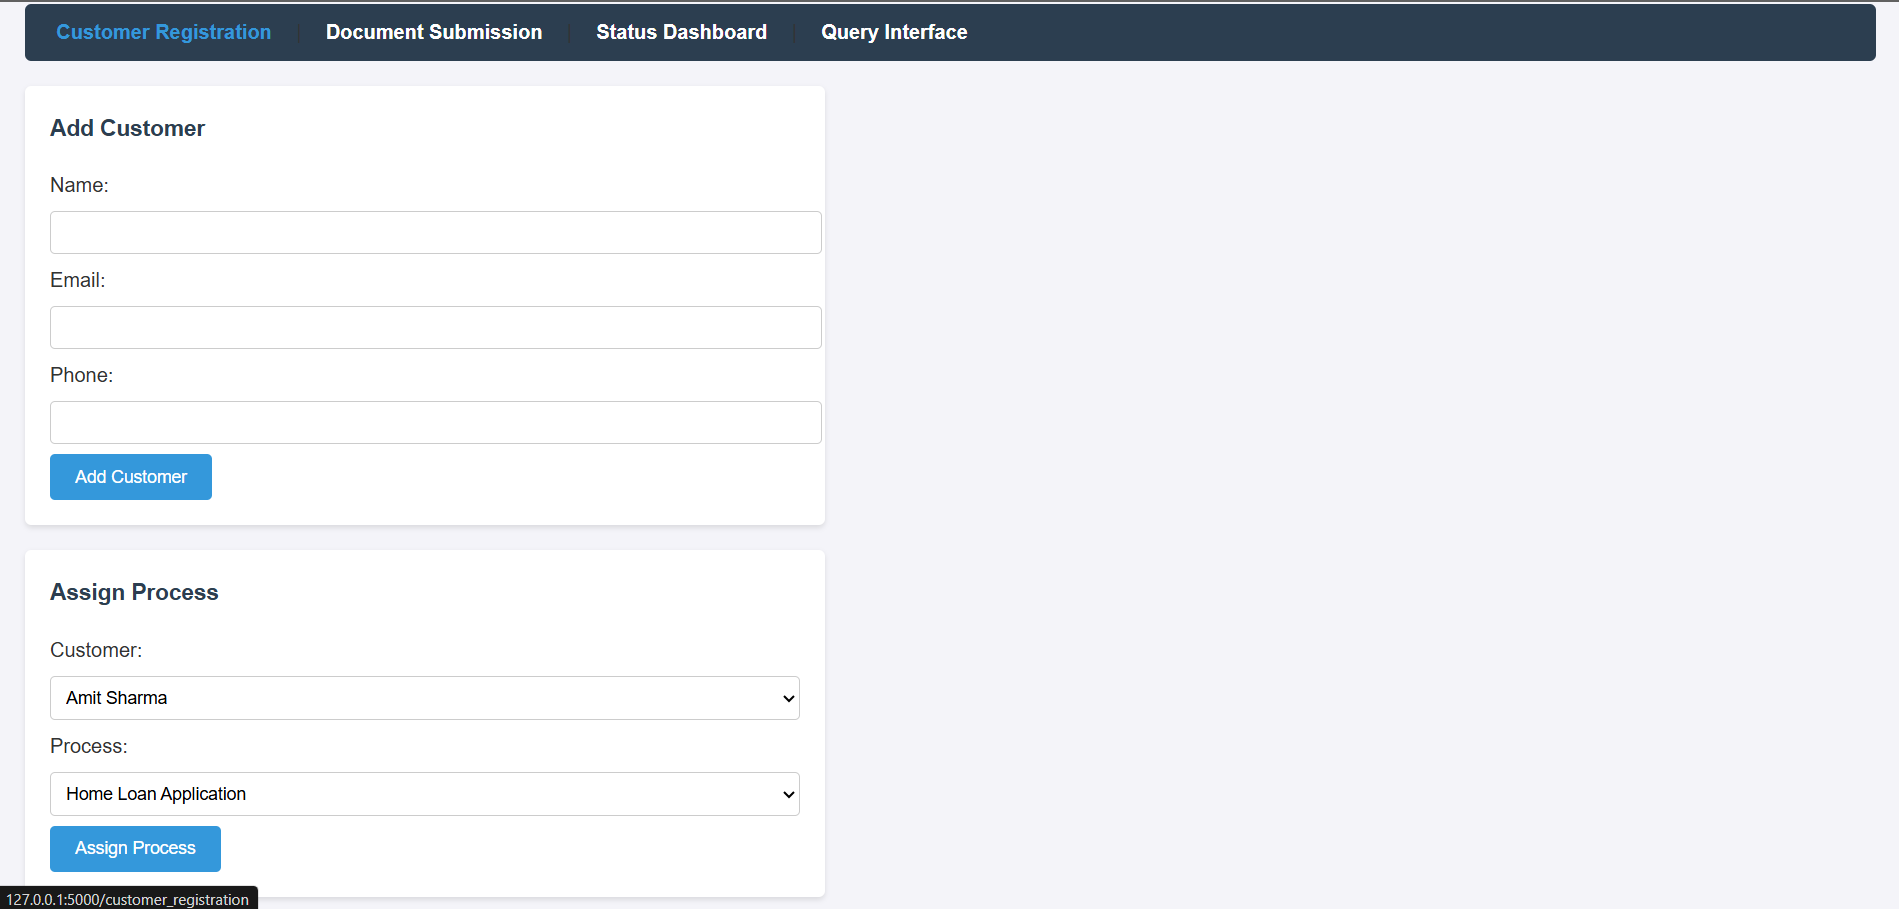 Customer Registration | Document Submission | Status Dashboard | Query Interface
Add Customer
Name:
Email:
Phone:
Add Customer
Assign Process
Customer:
Amit Sharma
Process:
Home Loan Application
Assign Process
127.0.0.1:5000/customer_registration